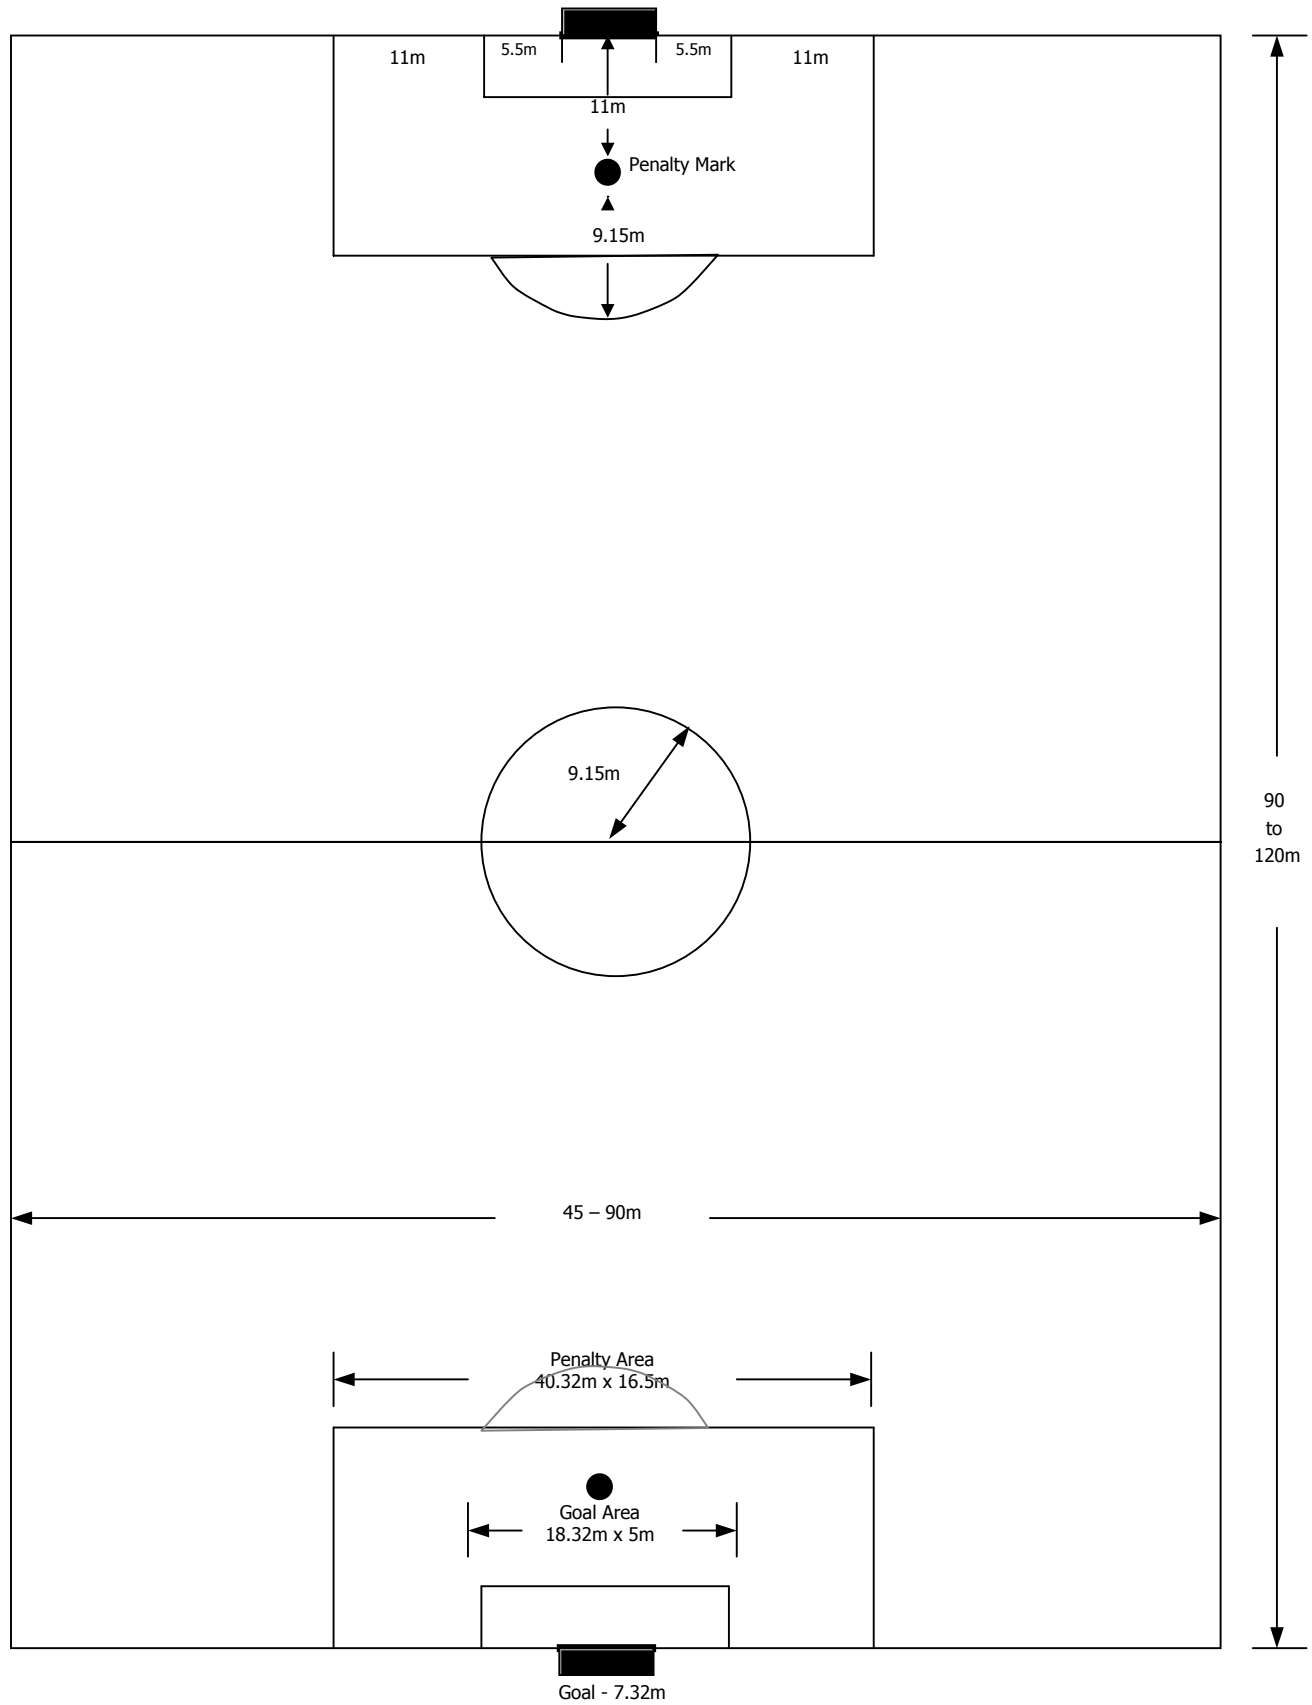 5.5m
5.5m
11m
11m
11m
Penalty Mark
9.15m
9.15m
90
to
120m
45 – 90m
Penalty Area
40.32m x 16.5m
Goal Area
18.32m x 5m
Goal - 7.32m